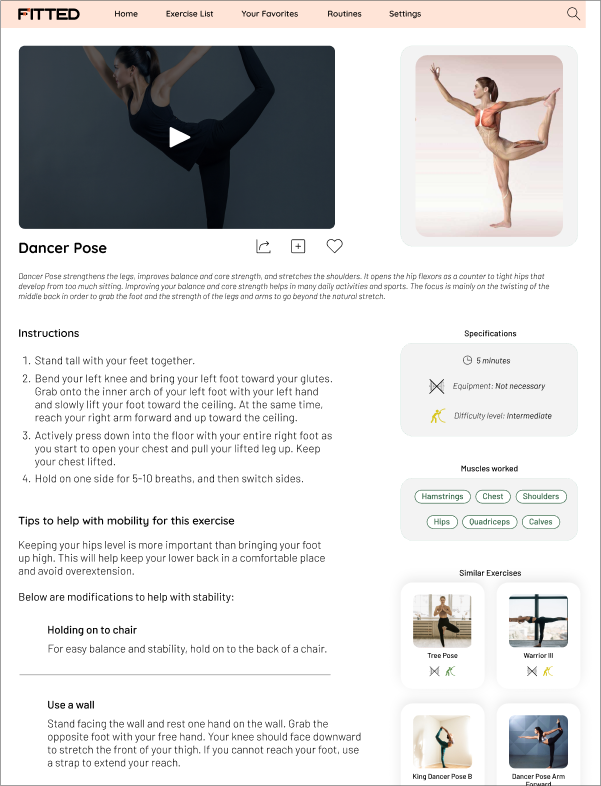 FITTED
Home Exercise List Your Favorites Routines Settings
Dancer Pose
Dancer Pose strengthens the legs, improves balance and core strength, and stretches the shoulders. It opens the hip flexors as a counter to tight hips that
develop from too much sitting. Improving your balance and core strength helps in many daily activities and sports. The focus is mainly on the twisting of the
middle back in order to grab the foot and the strength of the legs and arms to go beyond the natural stretch.
Instructions
1. Stand tall with your feet together.
2. Bend your left knee and bring your left foot toward your glutes.
Grab onto the inner arch of your left foot with your left hand
and slowly lift your foot toward the ceiling. At the same time,
reach your right arm forward and up toward the ceiling.
3. Actively press down into the floor with your entire right foot as
you start to open your chest and pull your lifted leg up. Keep
your chest lifted.
4. Hold on one side for 5-10 breaths, and then switch sides.
Tips to help with mobility for this exercise
Keeping your hips level is more important than bringing your foot
up high. This will help keep your lower back in a comfortable place
and avoid overextension.
Below are modifications to help with stability:
Holding on to chair
For easy balance and stability, hold on to the back of a chair.
Use a wall
Stand facing the wall and rest one hand on the wall. Grab the
opposite foot with your free hand. Your knee should face downward
to stretch the front of your thigh. If you cannot reach your foot, use
a strap to extend your reach.
Specifications
5 minutes
Equipment: Not necessary
Difficulty level: Intermediate
Muscles worked
Hamstrings Chest Shoulders
Hips Quadriceps Calves
Similar Exercises
Tree Pose
Warrior III
King Dancer Pose B
Dancer Pose Arm
Forward